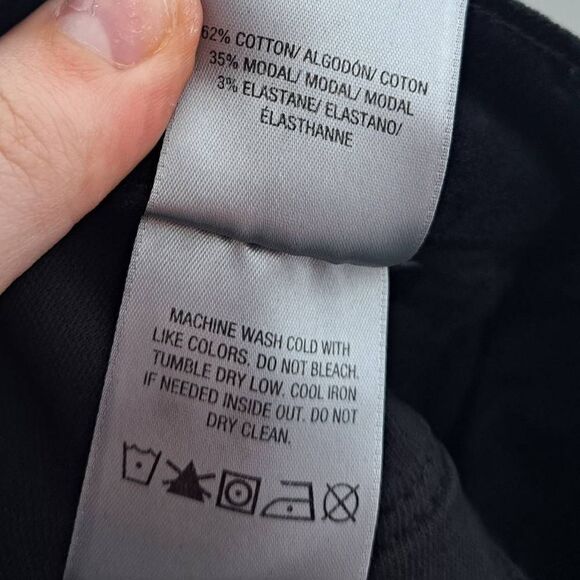 62% COTTON/ ALGODÓN/ COTON
35% MODAL/ MODAL/ MODAL
3% ELASTANE/ ELASTANO/
ÉLASTHANNE
MACHINE WASH COLD WITH
LIKE COLORS. DO NOT BLEACH.
TUMBLE DRY LOW. COOL IRON
IF NEEDED INSIDE OUT. DO NOT
DRY CLEAN.